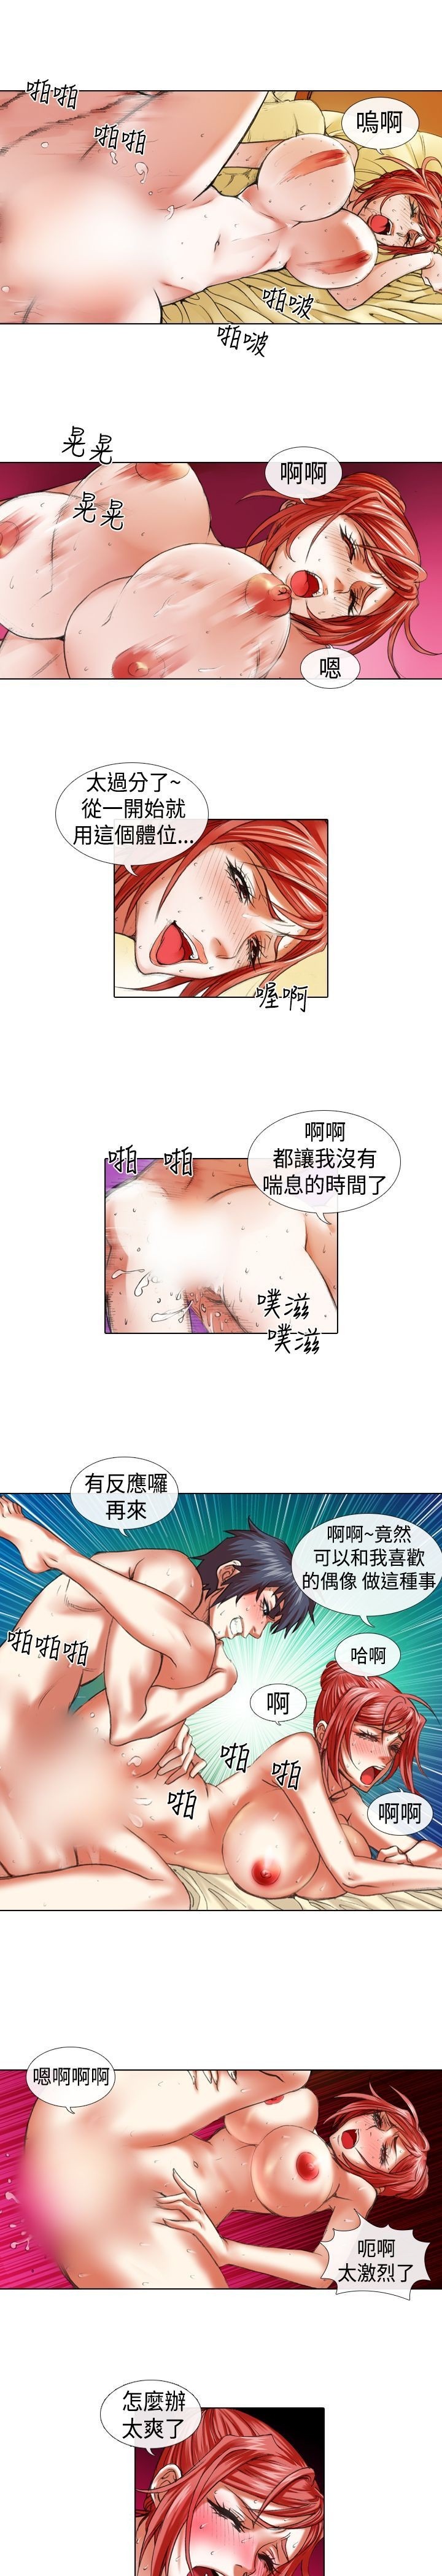 啪啪
啪啪
嗚啊
啪啵
啪啵
晃晃
晃晃
啊啊
嗯
太過分了~
從一開始就
用這個體位...
喔啊
啪 啪
啊啊
都讓我沒有
喘息的時間了
噗滋
噗滋
有反應囉
再來
啊啊~竟然
可以和我喜歡
的偶像 做這種事
啪啪啪
哈啊
啊
啪 啪
啪
啊啊
嗯啊啊啊
呃啊
太激烈了
怎麼辦
太爽了